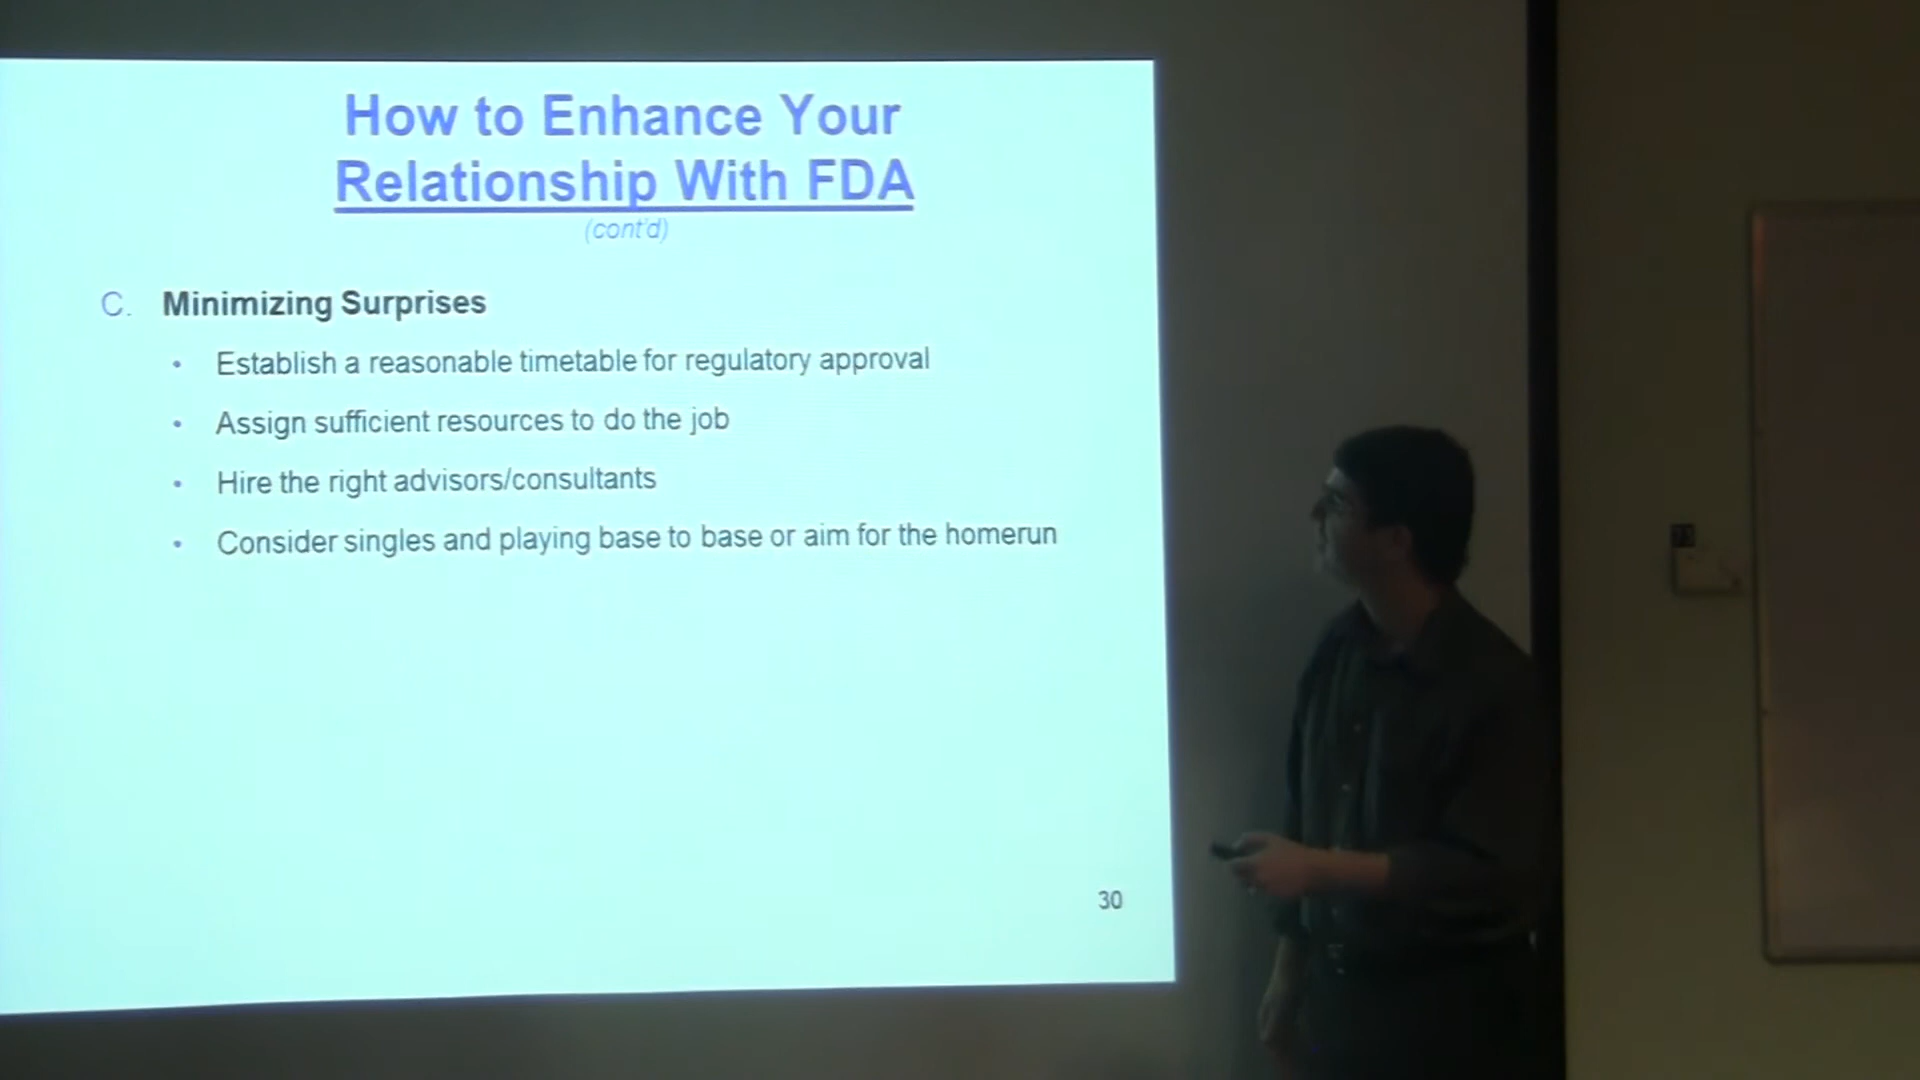 How to Enhance Your
Relationship With FDA
(cont'd)
C. Minimizing Surprises
• Establish a reasonable timetable for regulatory approval
• Assign sufficient resources to do the job
• Hire the right advisors/consultants
• Consider singles and playing base to base or aim for the homerun
30